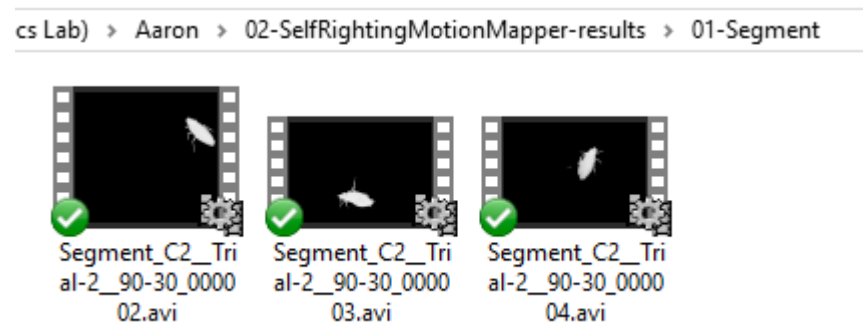 cs Lab) > Aaron > 02-SelfRightingMotionMapper-results > 01-Segment
Segment_C2__Tri
al-2__90-30_0000
02.avi
Segment_C2__Tri
al-2__90-30_0000
03.avi
Segment_C2__Tri
al-2__90-30_0000
04.avi